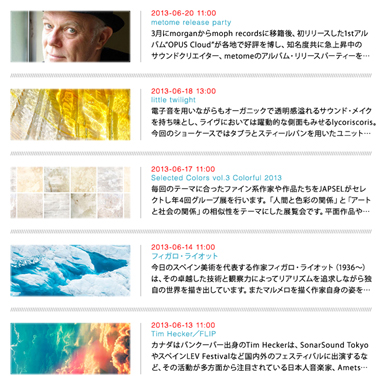 2013-06-20 11:00
metome release party
3月にmorganからmoph recordsに移籍後、初リリースした1stアル
バム"OPUS Cloud"が各地で好評を博し、知名度共に急上昇中の
サウンドクリエイター、metomeのアルバム・リリースパーティーを…
2013-06-18 13:00
little twilight
電子音を用いながらもオーガニックで透明感溢れるサウンド・メイク
を持ち味とし、ライヴにおいては躍動的な側面もみせるlycoriscoris。
今回のショーケースではタブラとスティールパンを用いたユニット…
2013-06-17 11:00
Selected Colors vol.3 Colorful 2013
毎回のテーマに合ったファイン系作家や作品たちをJAPSELがセレ
クトし年4回グループ展を行います。「人間と色彩の関係」と「アート
と社会の関係」の相似性をテーマにした展覧会です。平面作品や…
2013-06-14 11:00
フィガロ・ライオット
今日のスペイン美術を代表する作家フィガロ・ライオット（1936〜）
は、その卓越した技術と観察力によってリアリズムを追求しながら独
自の世界を描き出しています。またマルメロを描く作家自身の姿を…
2013-06-13 11:00
Tim Hecker／FLIP
カナダはバンクーバー出身のTim Heckerは、SonarSound Tokyo
やスペインLEV Festivalなど国内外のフェスティバルに出演するな
ど、その活動が多方面から注目されている日本人音楽家、Amets…